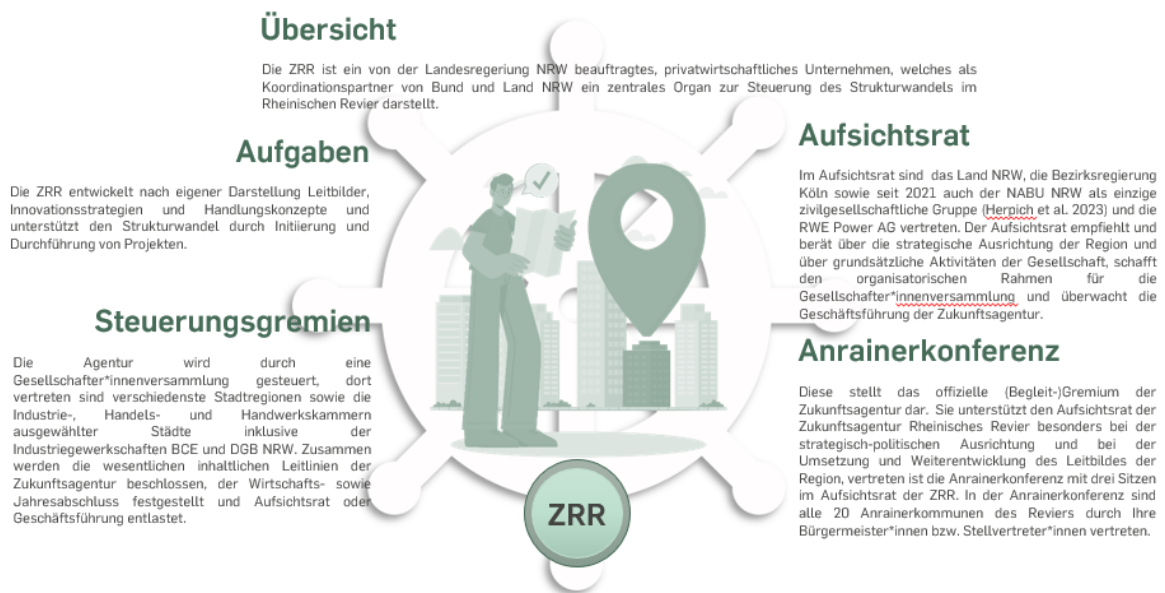 Übersicht
Die ZRR ist ein von der Landesregeriung NRW beauftragtes, privatwirtschaftliches Unternehmen, welches als
Koordinationspartner von Bund und Land NRW ein zentrales Organ zur Steuerung des Strukturwandels im
Rheinischen Revier darstellt.
Aufgaben
Die ZRR entwickelt nach eigener Darstellung Leitbilder,
Innovationsstrategien und Handlungskonzepte und
unterstützt den Strukturwandel durch Initiierung und
Durchführung von Projekten.
Steuerungsgremien
Die Agentur wird durch eine
Gesellschafter*innenversammlung gesteuert, dort
vertreten sind verschiedenste Stadtregionen sowie die
Industrie-, Handels- und Handwerkskammern
ausgewählter Städte inklusive der
Industriegewerkschaften BCE und DGB NRW. Zusammen
werden die wesentlichen inhaltlichen Leitlinien der
Zukunftsagentur beschlossen, der Wirtschafts- sowie
Jahresabschluss festgestellt und Aufsichtsrat oder
Geschäftsführung entlastet.
Aufsichtsrat
Im Aufsichtsrat sind das Land NRW, die Bezirksregierung
Köln sowie seit 2021 auch der NABU NRW als einzige
zivilgesellschaftliche Gruppe (Herpich et al. 2023) und die
RWE Power AG vertreten. Der Aufsichtsrat empfiehlt und
berät über die strategische Ausrichtung der Region und
über grundsätzliche Aktivitäten der Gesellschaft, schafft
den organisatorischen Rahmen für die
Gesellschafter*innenversammlung und überwacht die
Geschäftsführung der Zukunftsagentur.
Anrainerkonferenz
Diese stellt das offizielle (Begleit-)Gremium der
Zukunftsagentur dar. Sie unterstützt den Aufsichtsrat der
Zukunftsagentur Rheinisches Revier besonders bei der
strategisch-politischen Ausrichtung und bei der
Umsetzung und Weiterentwicklung des Leitbildes der
Region, vertreten ist die Anrainerkonferenz mit drei Sitzen
im Aufsichtsrat der ZRR. In der Anrainerkonferenz sind
alle 20 Anrainerkommunen des Reviers durch Ihre
Bürgermeister*innen bzw. Stellvertreter*innen vertreten.
ZRR